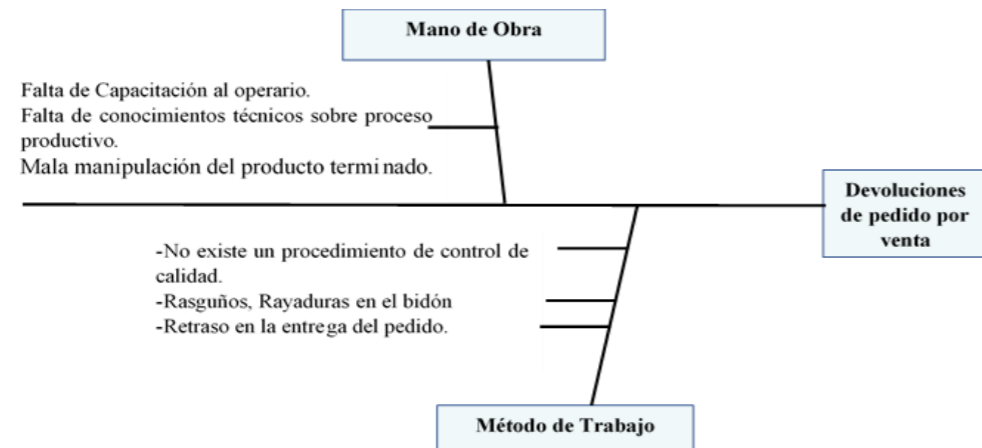 Mano de Obra
Falta de Capacitación al operario.
Falta de conocimientos técnicos sobre proceso
productivo.
Mala manipulación del producto terminado.
Devoluciones
de pedido por
venta
-No existe un procedimiento de control de
calidad.
-Rasguños, Rayaduras en el bidón
-Retraso en la entrega del pedido.
Método de Trabajo